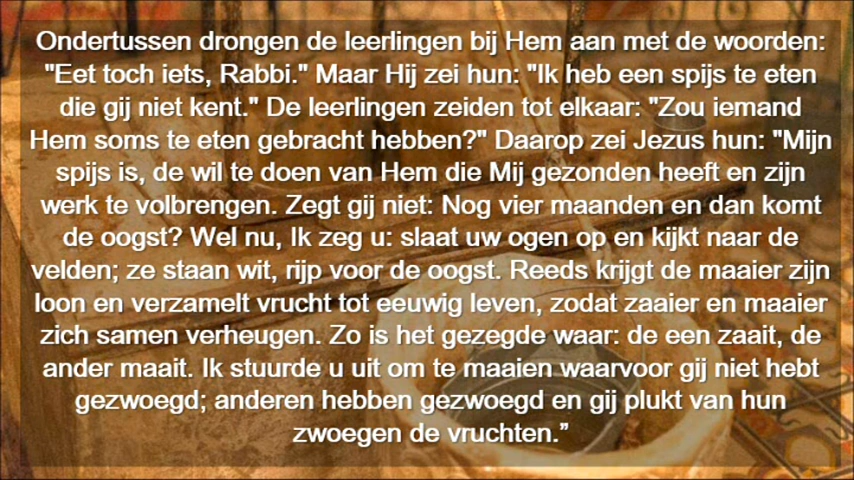 Ondertussen drongen de leerlingen bij Hem aan met de woorden:
"Eet toch iets, Rabbi." Maar Hij zei hun: "Ik heb een spijs te eten
die gij niet kent." De leerlingen zeiden tot elkaar: "Zou iemand
Hem soms te eten gebracht hebben?" Daarop zei Jezus hun: "Mijn
spijs is, de wil te doen van Hem die Mij gezonden heeft en zijn
werk te volbrengen. Zegt gij niet: Nog vier maanden en dan komt
de oogst? Wel nu, Ik zeg u: slaat uw ogen op en kijkt naar de
velden; ze staan wit, rijp voor de oogst. Reeds krijgt de maaier zijn
loon en verzamelt vrucht tot eeuwig leven, zodat zaaier en maaier
zich samen verheugen. Zo is het gezegde waar: de een zaait, de
ander maait. Ik stuurde u uit om te maaien waarvoor gij niet hebt
gezwoegd; anderen hebben gezwoegd en gij plukt van hun
zwoegen de vruchten.”